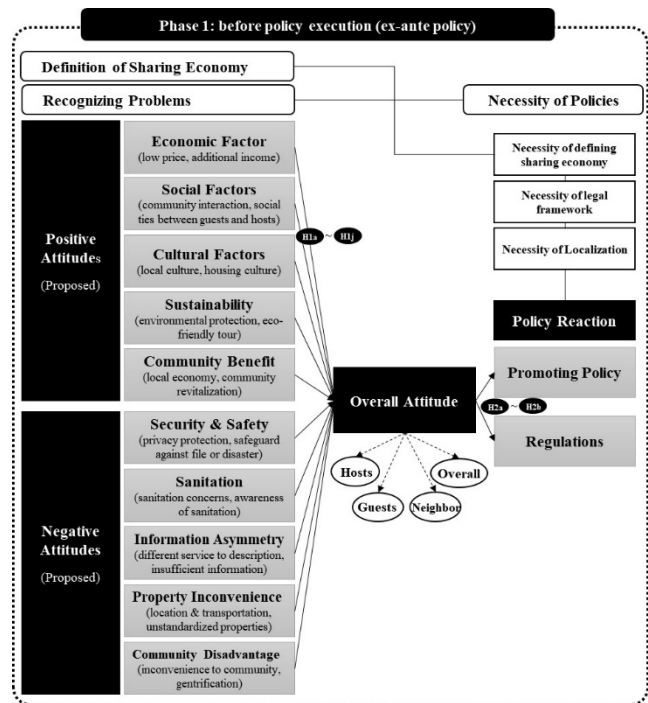 Phase 1: before policy execution (ex-ante policy)
Definition of Sharing Economy
Recognizing Problems
Necessity of Policies
Positive
Attitudes
(Proposed)
Economic Factor
(low price, additional income)
Social Factors
(community interaction, social
ties between guests and hosts)
Cultural Factors
(local culture, housing culture)
Sustainability
(environmental protection, eco-
friendly tour)
Community Benefit
(local economy, community
revitalization)
Negative
Attitudes
(Proposed)
Security & Safety
(privacy protection, safeguard
against file or disaster)
Sanitation
(sanitation concerns, awareness
of sanitation)
Information Asymmetry
(different service to description,
insufficient information)
Property Inconvenience
(location & transportation,
unstandardized properties)
Community Disadvantage
(inconvenience to community,
gentrification)
H1a ~ H1j
Overall Attitude
Hosts
Guests
Neighbor
Overall
Necessity of defining
sharing economy
Necessity of legal
framework
Necessity of Localization
Policy Reaction
Promoting Policy
H2a ~ H2h
Regulations